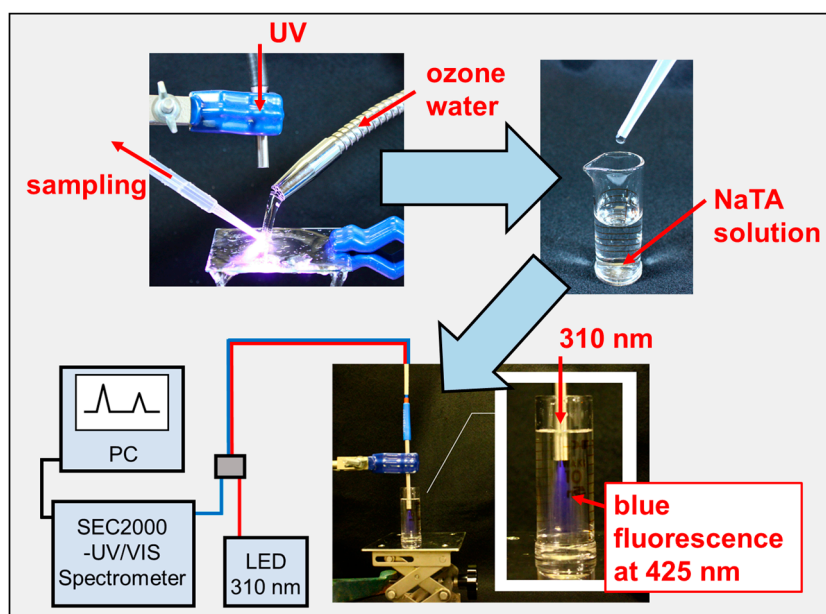 UV
ozone
water
sampling
NaTA
solution
310 nm
PC
SEC2000
-UV/VIS
Spectrometer
LED
310 nm
blue
fluorescence
at 425 nm